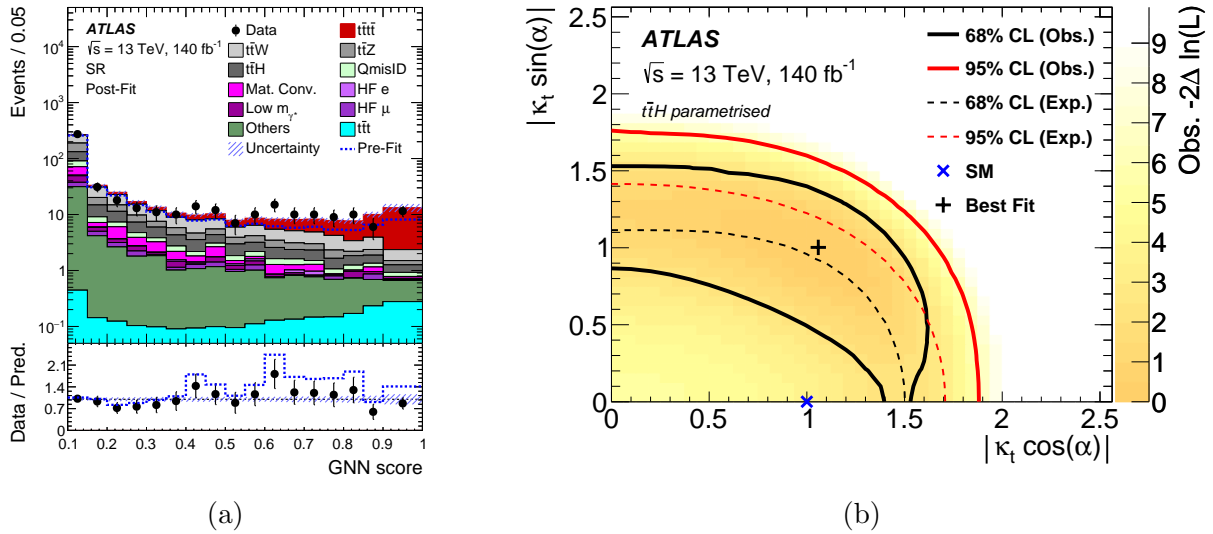 ATLAS
√s = 13 TeV, 140 fb⁻¹
SR
Post-Fit
Data
tt̄W
tt̄H
Mat. Conv.
Low m_γ*
Others
Uncertainty
tt̄tt̄
tt̄Z
QmisID
HF e
HF μ
tt̄t
Pre-Fit
Events / 0.05
10⁴
10³
10²
10
1
10⁻¹
Data / Pred.
2.1
1.4
0.7
0
0.1 0.2 0.3 0.4 0.5 0.6 0.7 0.8 0.9 1
GNN score
(a)
|κ_t sin(α)|
2.5
2
1.5
1
0.5
0
ATLAS
√s = 13 TeV, 140 fb⁻¹
tt̄H parametrised
68% CL (Obs.)
95% CL (Obs.)
68% CL (Exp.)
95% CL (Exp.)
SM
Best Fit
0 0.5 1 1.5 2 2.5
|κ_t cos(α)|
9
8
7
6
5
4
3
2
1
0
Obs. -2Δ ln(L)
(b)